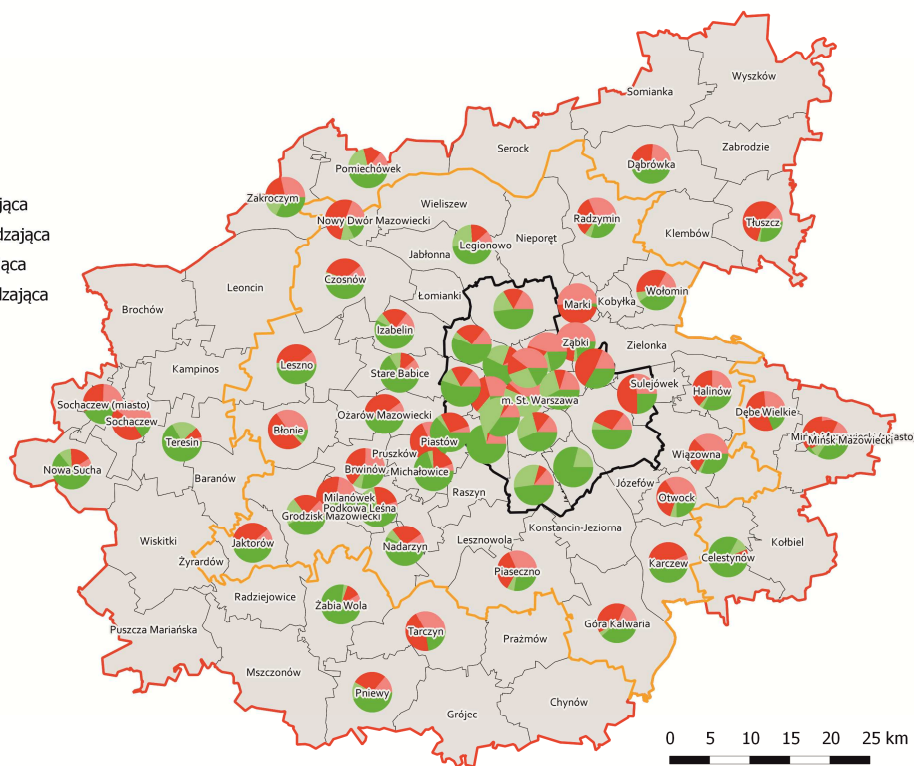 Wyszków
Somianka
Zabrodzie
Serock
Dąbrówka
Pomiechówek
Zakroczym
Wieliszew
Nowy Dwór Mazowiecki
Radzymin
Tłuszcz
jąca
dzająca
jąca
dzająca
Klembów
Nieporęt
Legionowo
Jabłonna
Czosnów
Leoncin
Łomianki
Wołomin
Marki
Kobyłka
Brochów
Izabelin
Ząbki
Zielonka
Leszno
Stare Babice
Kampinos
Sulejówek
Halinów
m. St. Warszawa
Sochaczew (miasto)
Sochaczew
Ożarów Mazowiecki
Dębe Wielkie
Błonie
Teresin
Piastów
Mińsk Mazowiecki
Pruszków
Wiązowna
Nowa Sucha
Brwinów
Michałowice
Baranów
Józefów
Raszyn
Milanówek
Otwock
Podkowa Leśna
Grodzisk Mazowiecki
Konstancin-Jeziorna
Wiskitki
Jaktorów
Nadarzyn
Lesznowola
Kołbiel
Celestynów
Żyrardów
Karczew
Piaseczno
Radziejowice
Żabia Wola
Góra Kalwaria
Puszcza Mariańska
Tarczyn
Prażmów
Mszczonów
Pniewy
Chynów
Grójec
0 5 10 15 20 25 km